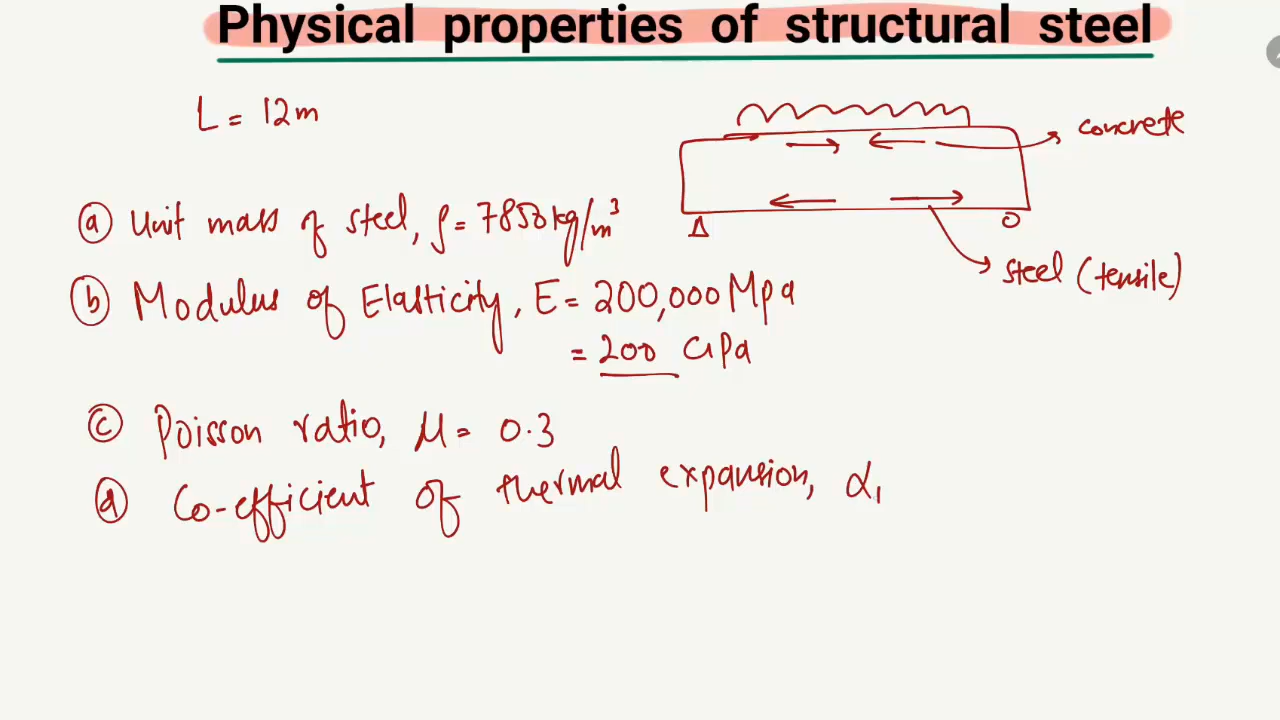 Physical properties of structural steel
L = 12m
concrete
ⓐ Unit mass of steel, ρ = 7850 kg/m³
steel (tensile)
ⓑ Modulus of Elasticity, E = 200,000 Mpa
= 200 GPa
ⓒ Poisson ratio, μ = 0.3
ⓓ Co-efficient of thermal expansion, α,